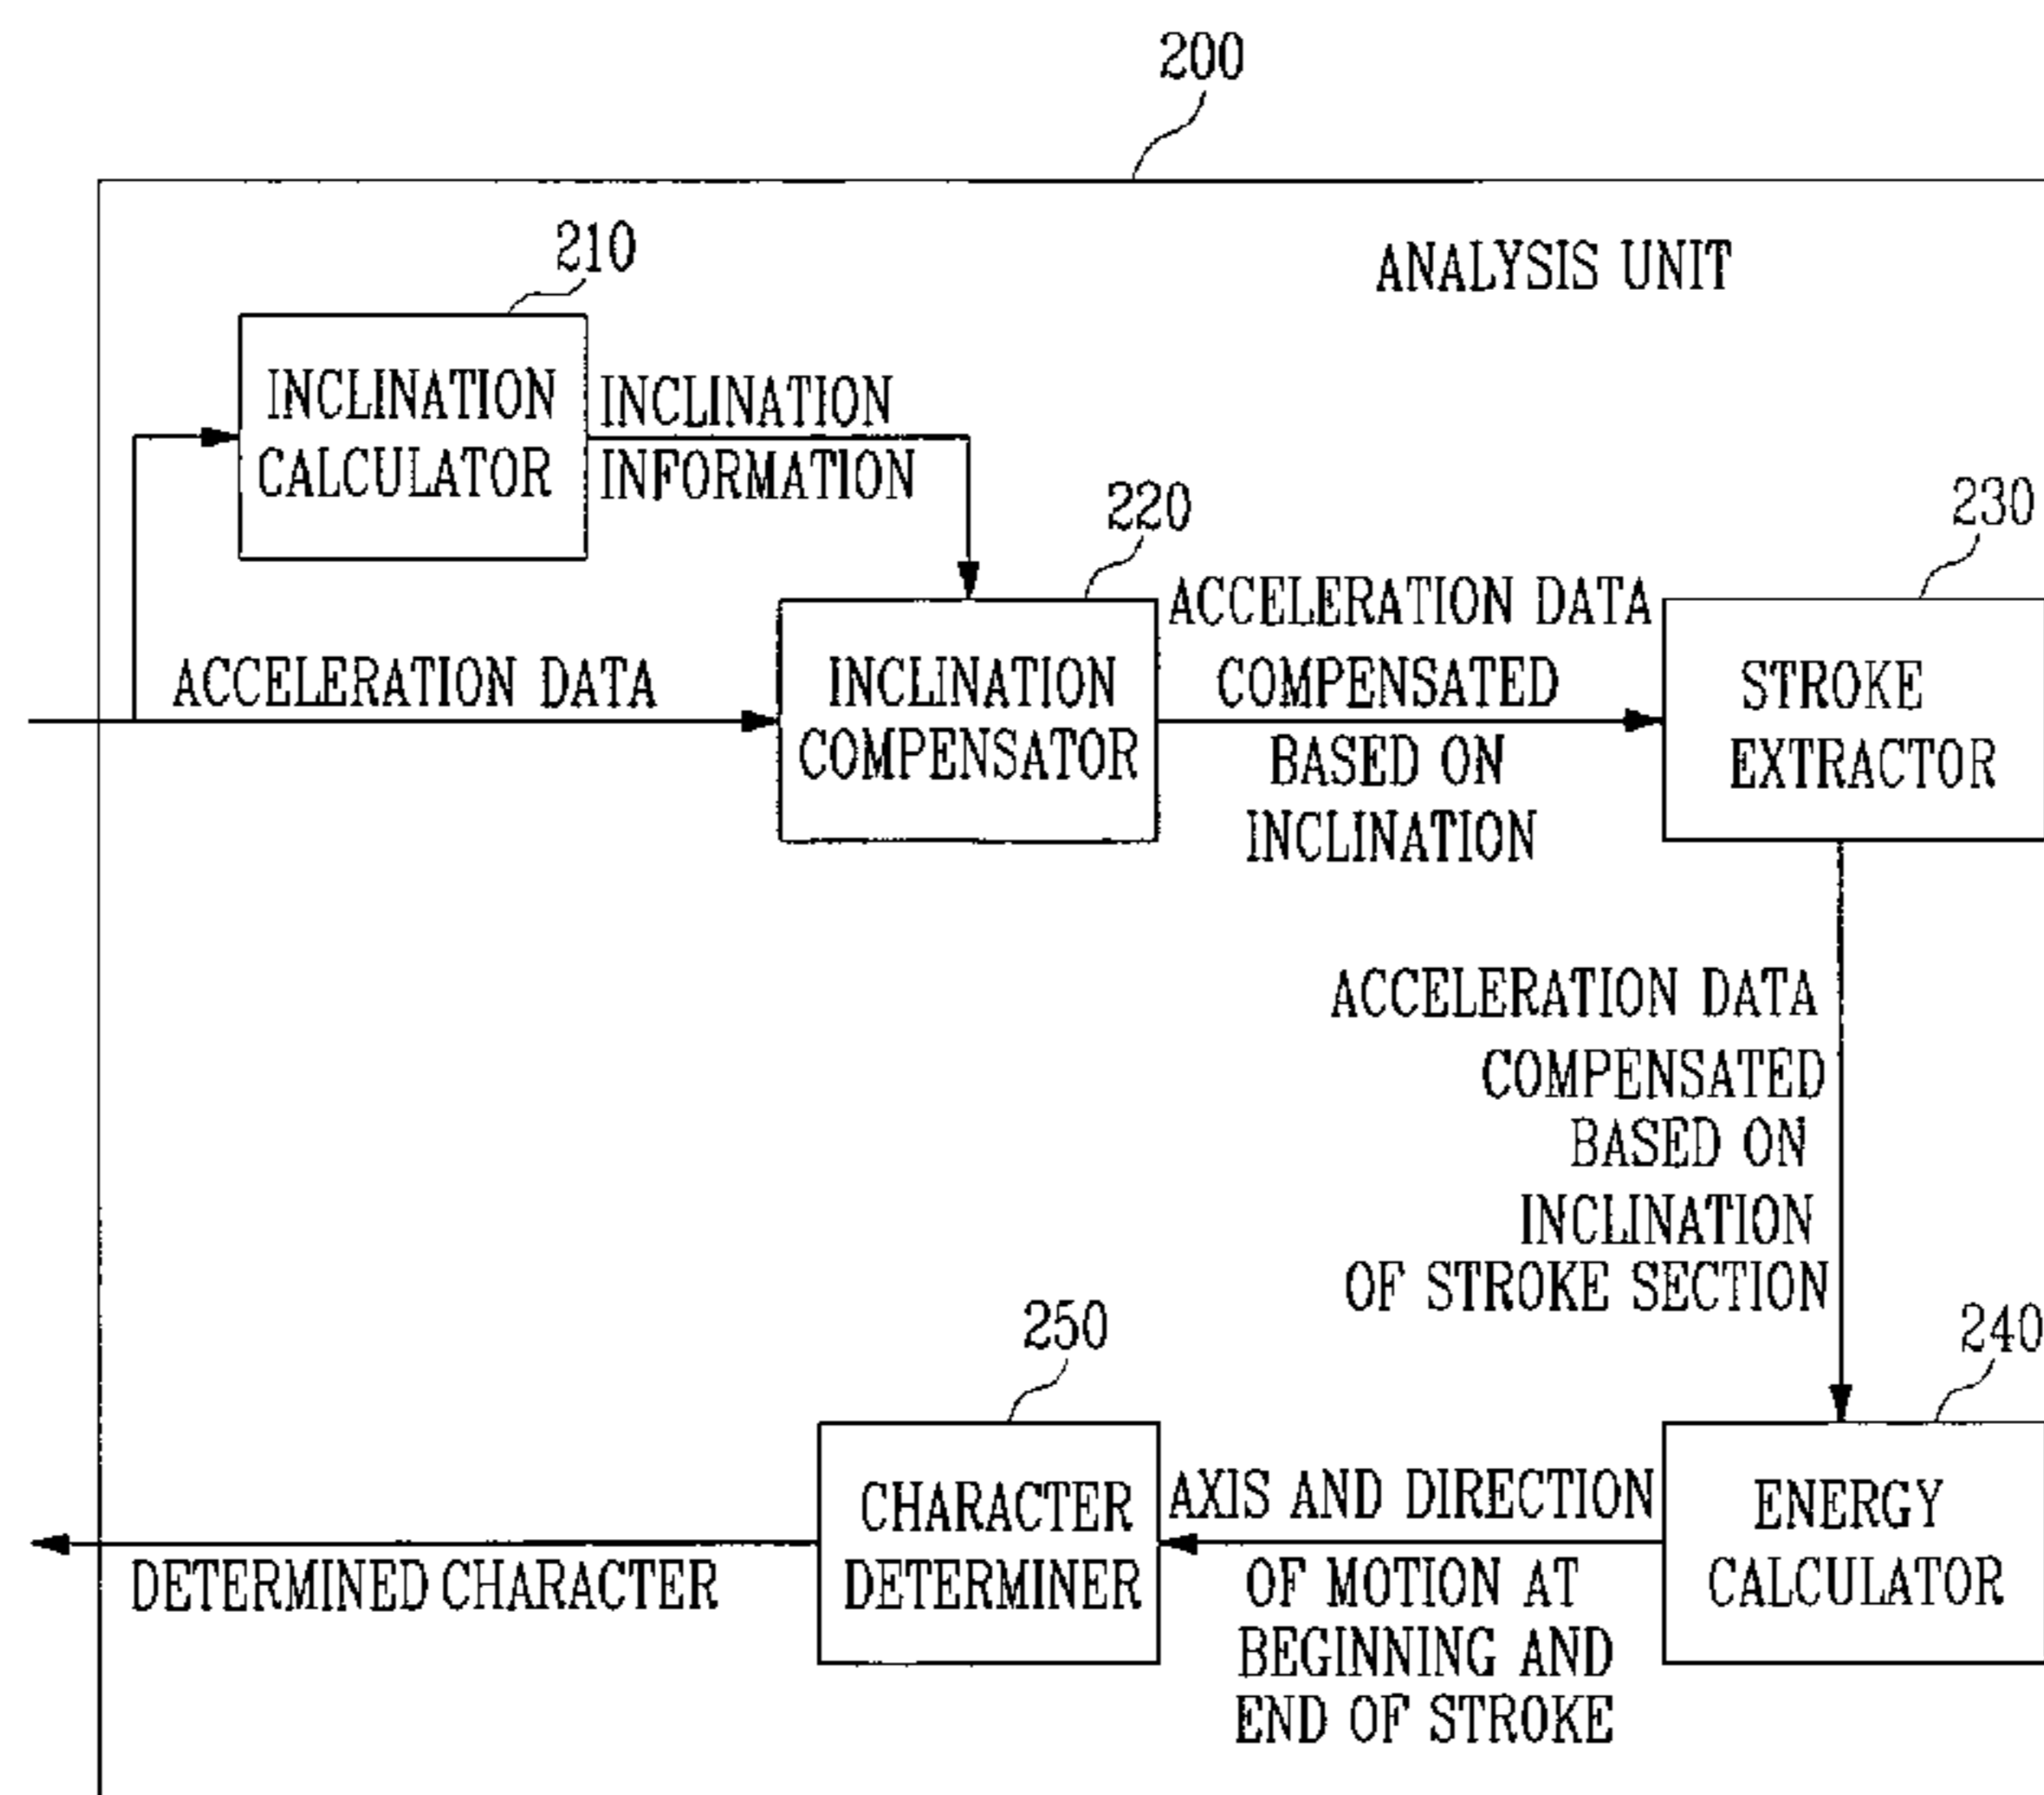 200
ANALYSIS UNIT
210
INCLINATION
CALCULATOR
INCLINATION
INFORMATION
ACCELERATION DATA
220
INCLINATION
COMPENSATOR
ACCELERATION DATA
COMPENSATED
BASED ON
INCLINATION
230
STROKE
EXTRACTOR
ACCELERATION DATA
COMPENSATED
BASED ON
INCLINATION
OF STROKE SECTION
240
ENERGY
CALCULATOR
AXIS AND DIRECTION
OF MOTION AT
BEGINNING AND
END OF STROKE
250
CHARACTER
DETERMINER
DETERMINED CHARACTER